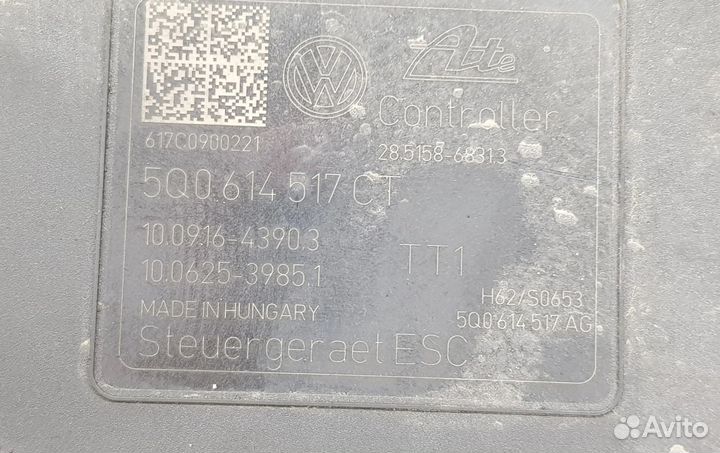 VW
Ate
Controller
617C0900221
28.5158-6831.3
5Q0.614 517 CT
10.0916-4390.3
10.0625-3985.1
TT1
H62/S0653
MADE IN HUNGARY
5Q0 614 517 AG
Steuergeraet ESC
Avito